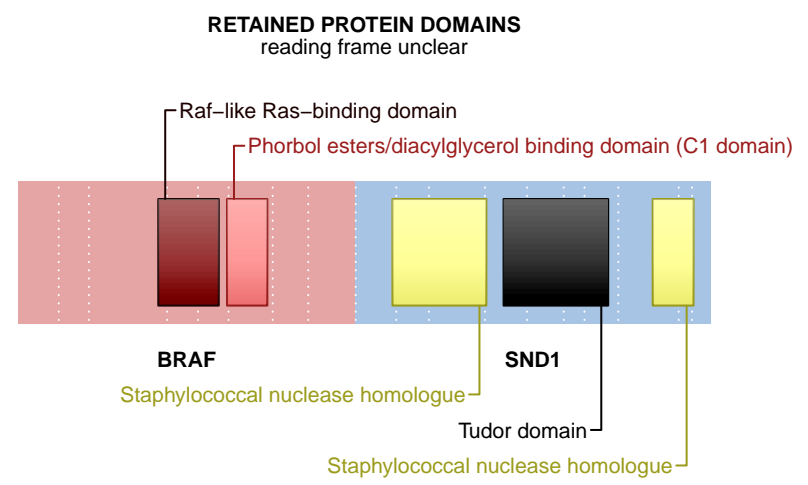 RETAINED PROTEIN DOMAINS
reading frame unclear
Raf−like Ras−binding domain
Phorbol esters/diacylglycerol binding domain (C1 domain)
BRAF
SND1
Staphylococcal nuclease homologue
Tudor domain
Staphylococcal nuclease homologue